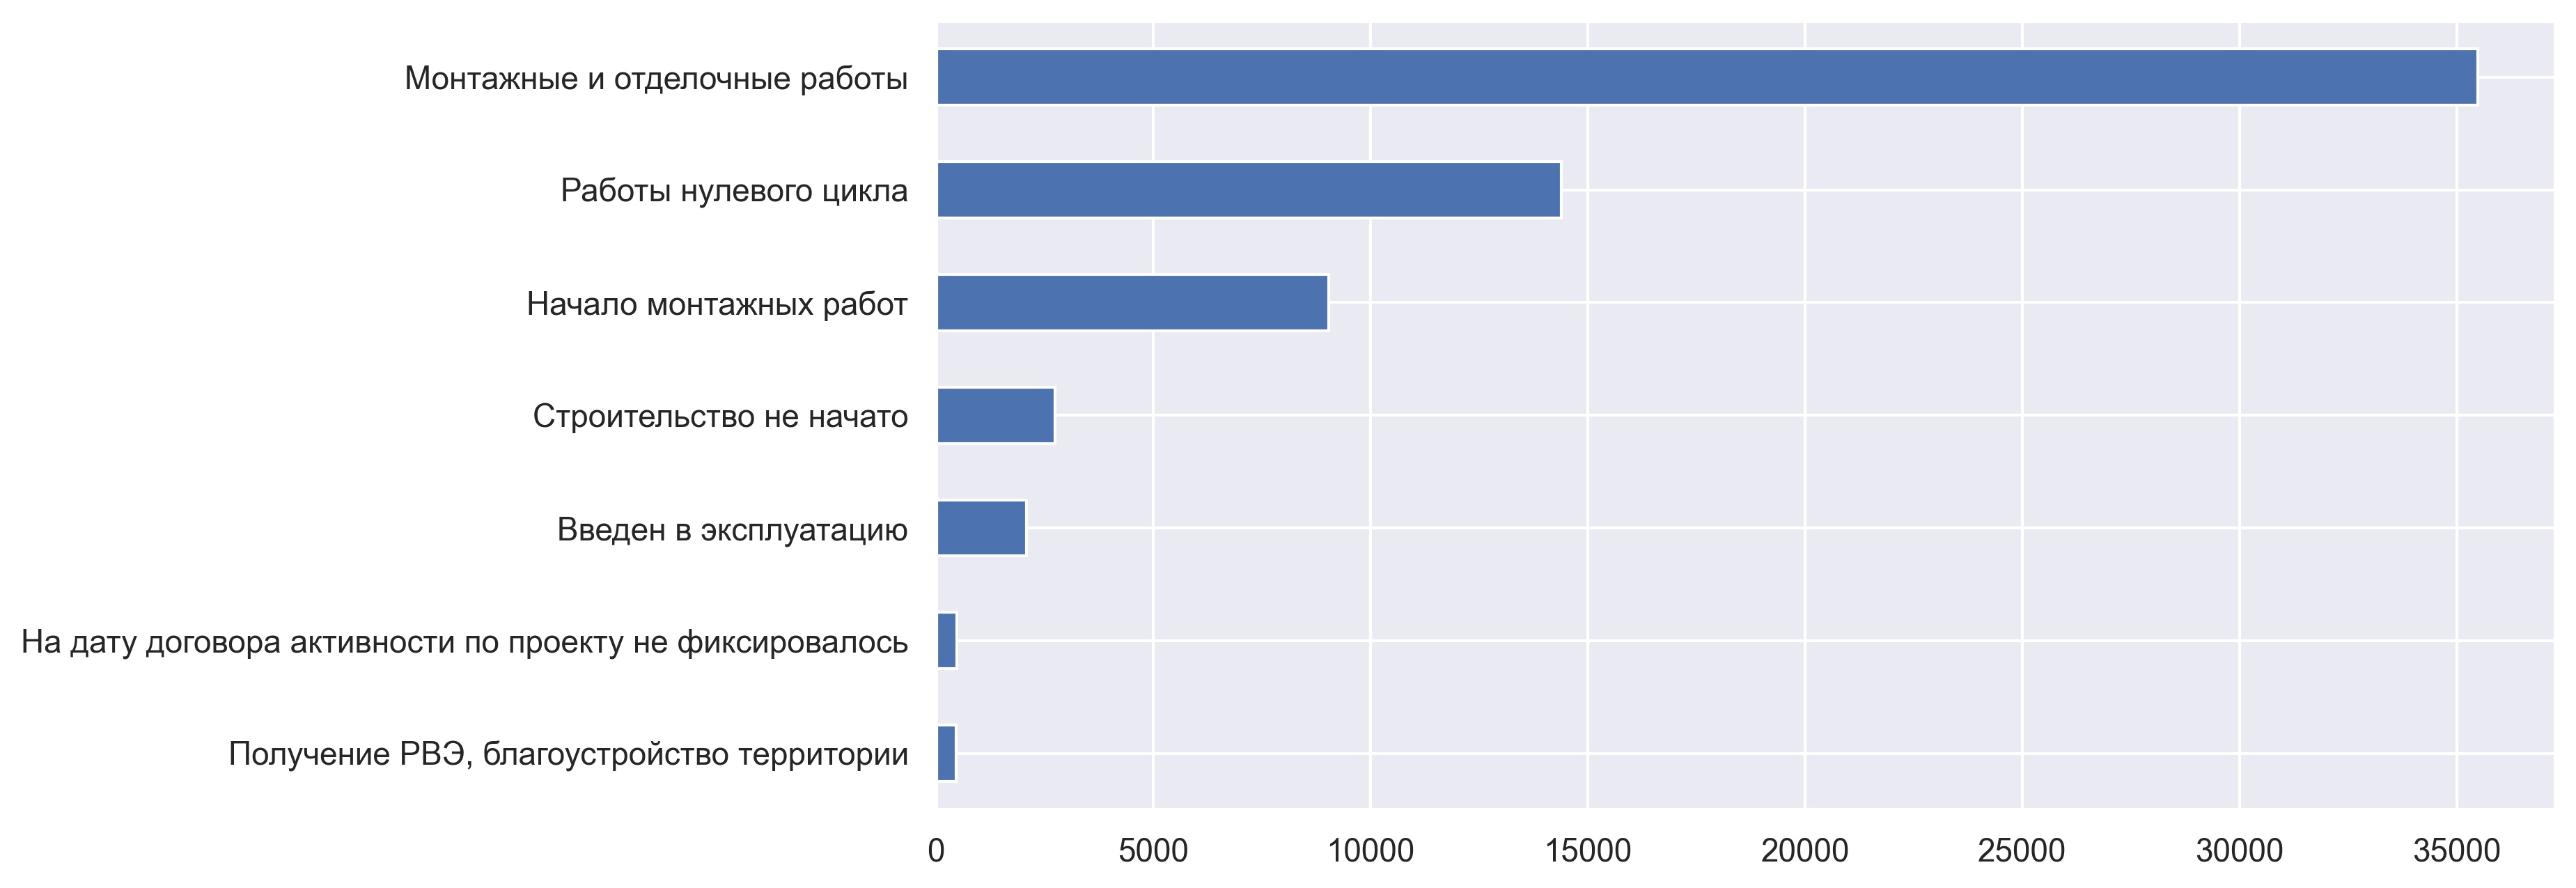 Монтажные и отделочные работы
Работы нулевого цикла
Начало монтажных работ
Строительство не начато
Введен в эксплуатацию
На дату договора активности по проекту не фиксировалось
Получение РВЭ, благоустройство территории
0 5000 10000 15000 20000 25000 30000 35000